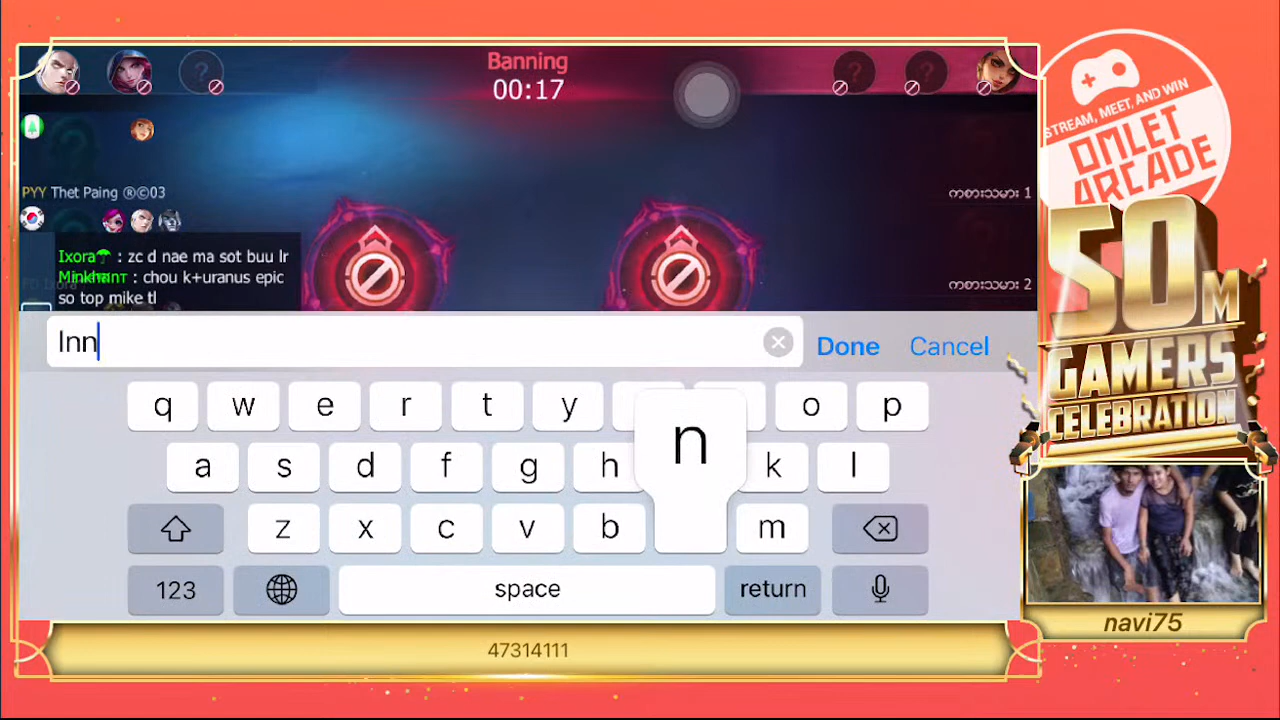 Banning
00:17
PYY Thet Paing ®©03
ကစားသမား 1
Ixora🌴 : zc d nae ma sot buu lr
: chou k+uranus epic
so top mike tl
ကစားသမား 2
Inn
Done
Cancel
q w e r t y o p
a s d f g h k l
n
z x c v b m
123
space
return
STREAM, MEET, AND WIN
OMLET
ARCADE
50M
GAMERS
CELEBRATION
navi75
47314111